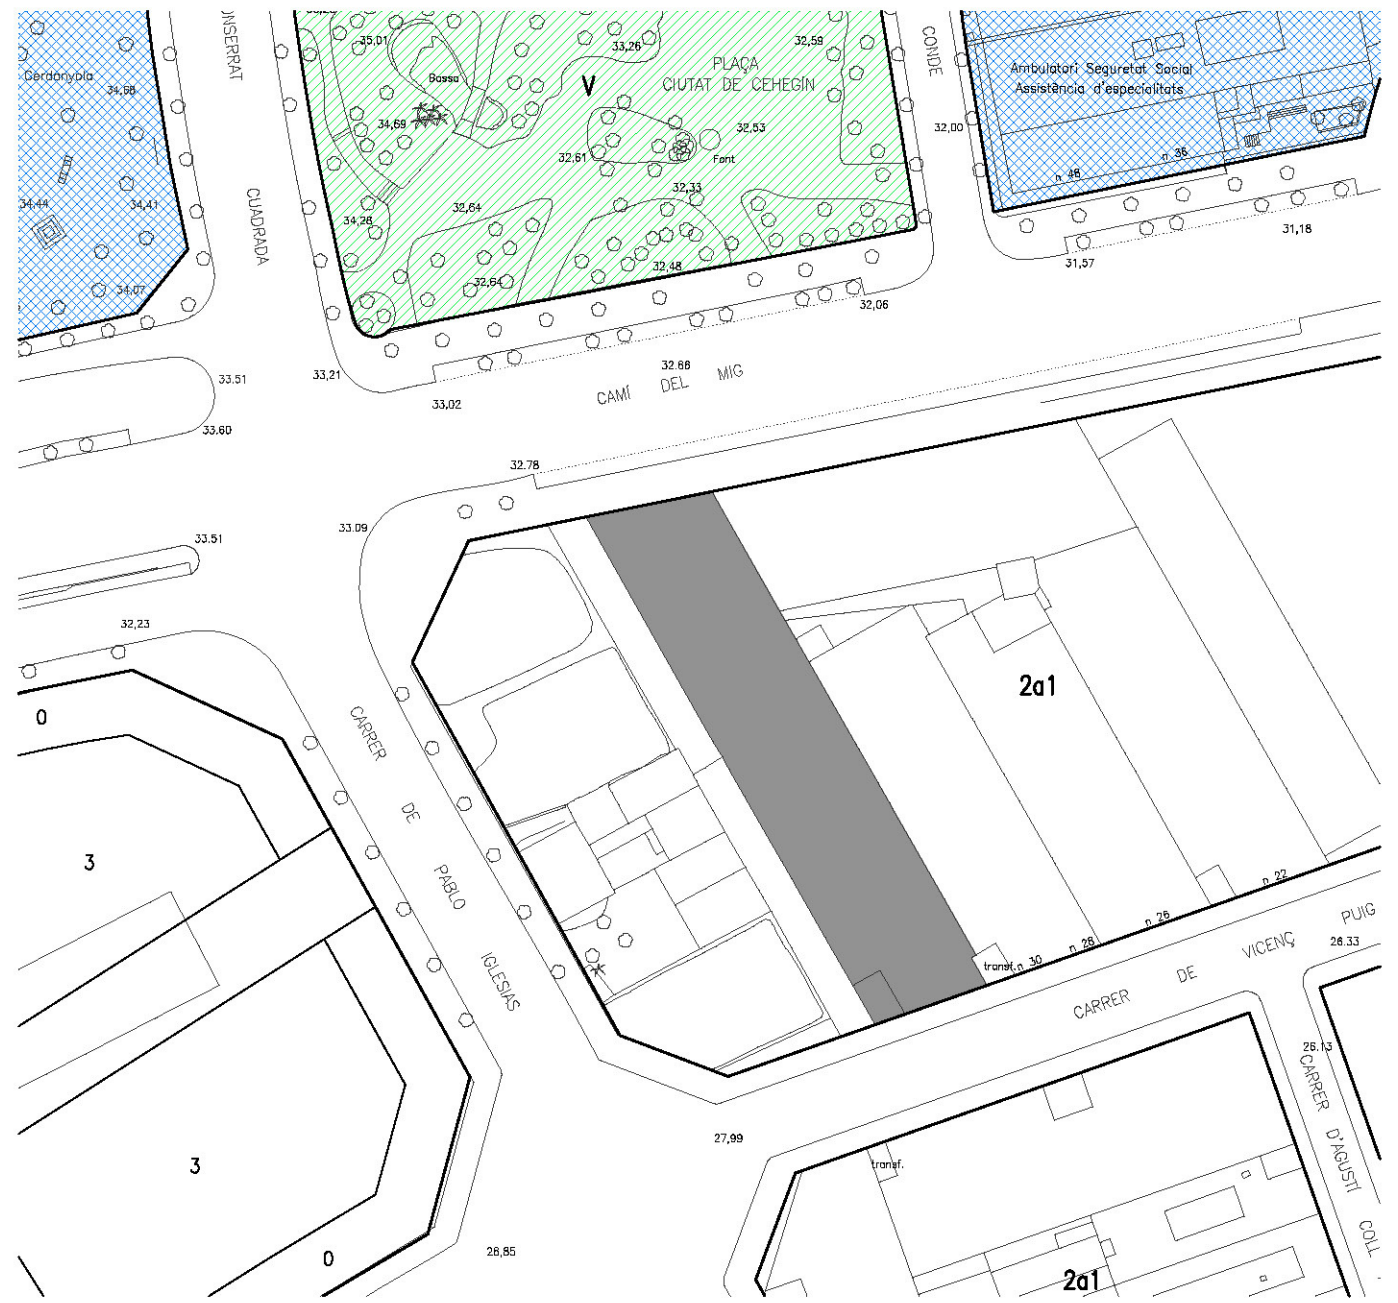 35,01
33,26
32,59
PLAÇA
CIUTAT DE CEHEGÍN
CONDE
Cerdanyola
34,68
Bassa
V
Ambulatori Seguretat Social
Assistència d'especialitats
34,69
32,53
32,00
Font
32,61
n 36
n 46
34.44
34,41
CUADRADA
32,33
34,28
32,64
31,18
32,48
31,57
34,07
32,64
32,06
33.51
33,21
32.86
CAMÍ DEL MIG
33,02
33.60
32.78
33.09
33.51
32,23
0
2a1
CARRER DE PABLO IGLESIAS
3
n 22
n 26
n 28
n 30
transf.
CARRER DE VICENÇ PUIG
26.33
26.13
CARRER D'AGUSTÍ COLL
27,99
transf.
3
26,85
0
2a1